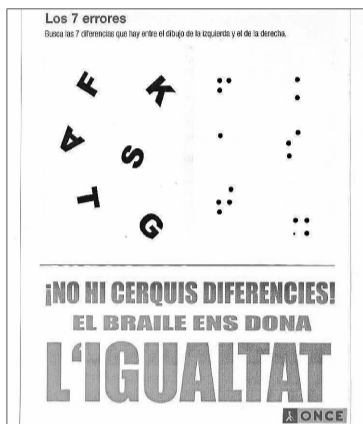 Los 7 errores
Busca las 7 diferencias que hay entre el dibujo de la izquierda y el de la derecha.
F K
A S
T G
⠋ ⠅
⠁ ⠎
⠞ ⠛
¡NO HI CERQUIS DIFERENCIES!
EL BRAILE ENS DONA
L'IGUALTAT
ONCE